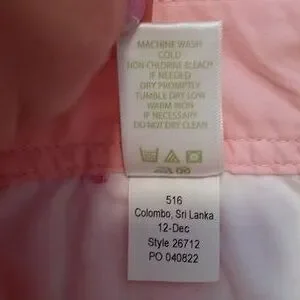 MACHINE WASH
COLD
NON-CHLORINE BLEACH
IF NEEDED
DRY PROMPTLY
TUMBLE DRY LOW
WARM IRON
IF NECESSARY
DO NOT DRY CLEAN
516
Colombo, Sri Lanka
12-Dec
Style 26712
PO 040822